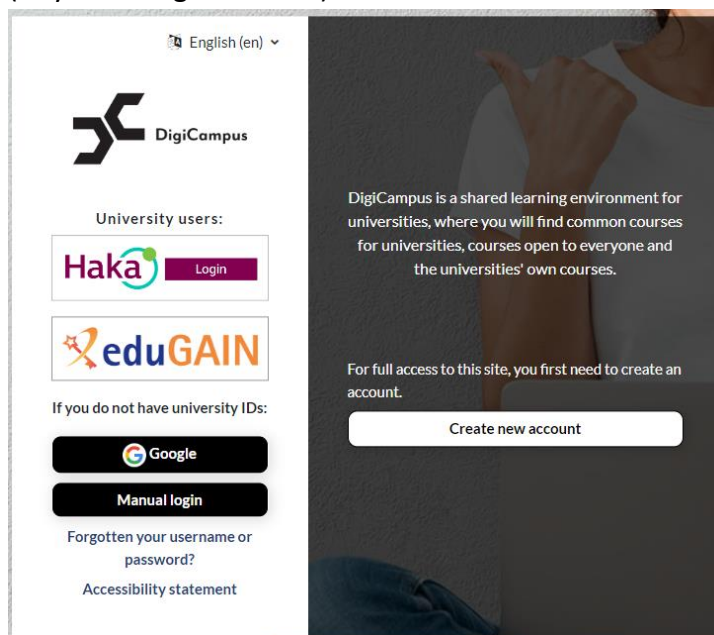 English (en)
DigiCampus
University users:
Haka Login
eduGAIN
If you do not have university IDs:
Google
Manual login
Forgotten your username or
password?
Accessibility statement
DigiCampus is a shared learning environment for
universities, where you will find common courses
for universities, courses open to everyone and
the universities' own courses.
For full access to this site, you first need to create an
account.
Create new account